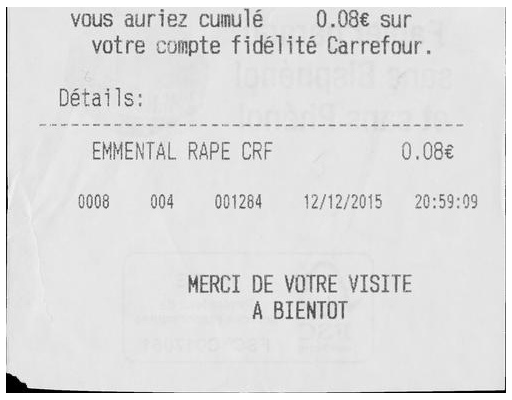 vous auriez cumulé 0.08€ sur
votre compte fidélité Carrefour.
Détails:
EMMENTAL RAPE CRF 0.08€
0008 004 001284 12/12/2015 20:59:09
MERCI DE VOTRE VISITE
A BIENTOT